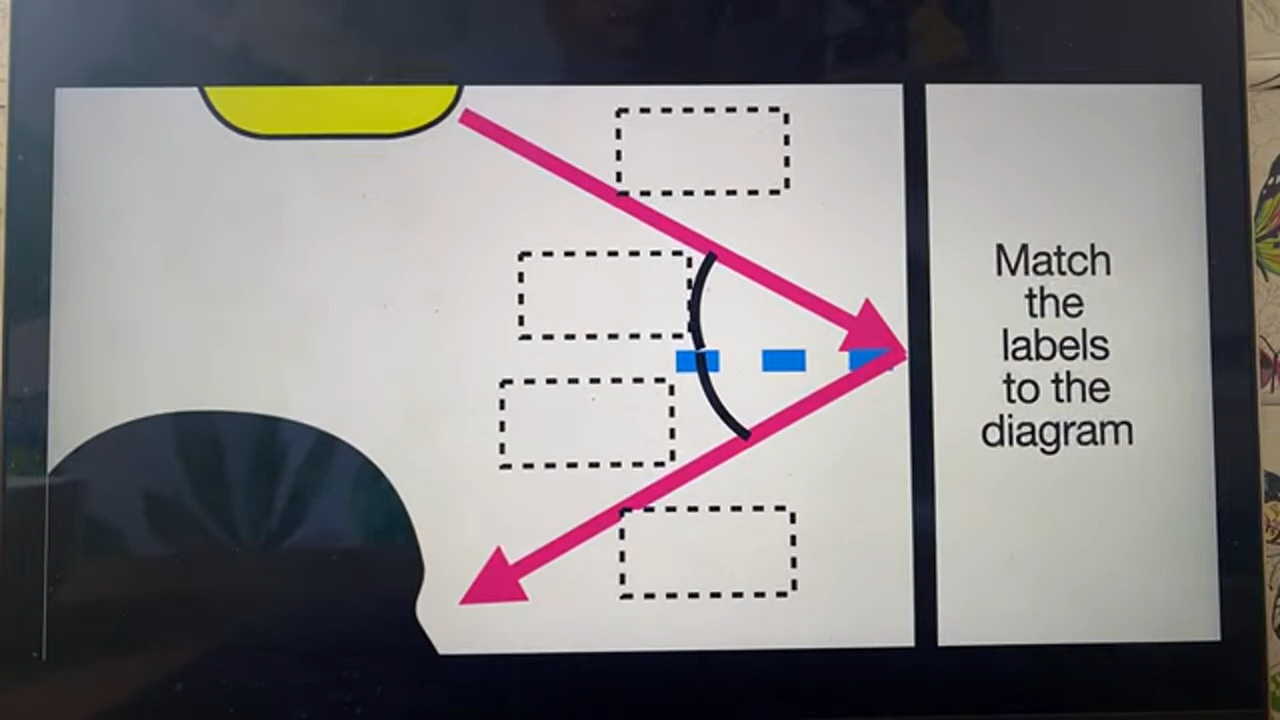 Match
the
labels
to the
diagram